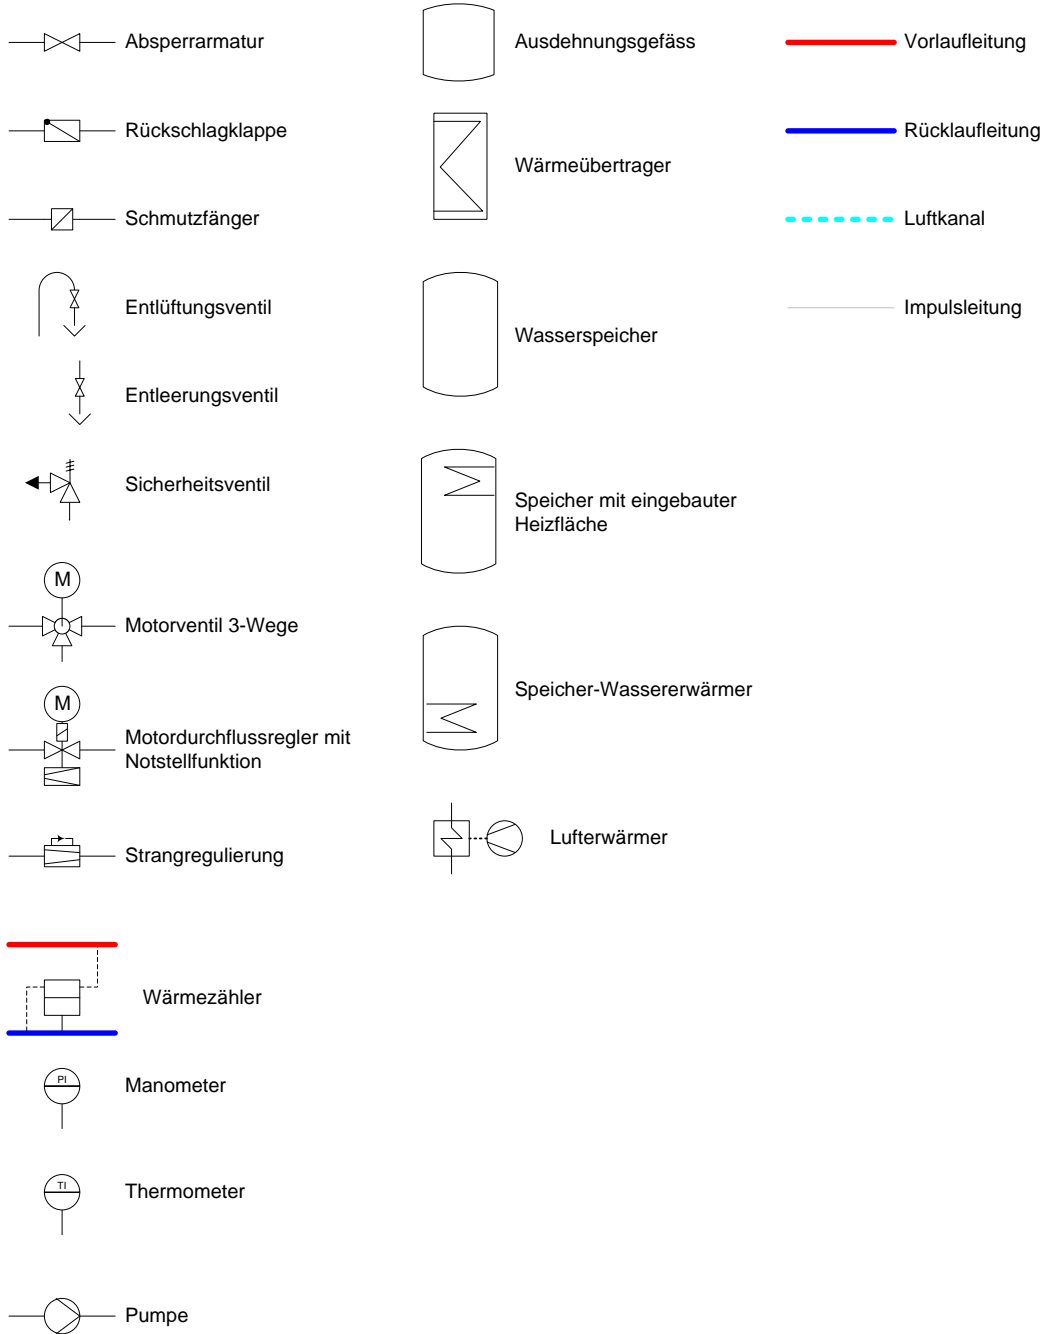 Absperrarmatur
Rückschlagklappe
Schmutzfänger
Entlüftungsventil
Entleerungsventil
Sicherheitsventil
M
Motorventil 3-Wege
M
Motordurchflussregler mit
Notstellfunktion
Strangregulierung
Wärmezähler
PI
Manometer
TI
Thermometer
Pumpe
Ausdehnungsgefäss
Wärmeübertrager
Wasserspeicher
Speicher mit eingebauter
Heizfläche
Speicher-Wassererwärmer
Lufterwärmer
Vorlaufleitung
Rücklaufleitung
Luftkanal
Impulsleitung